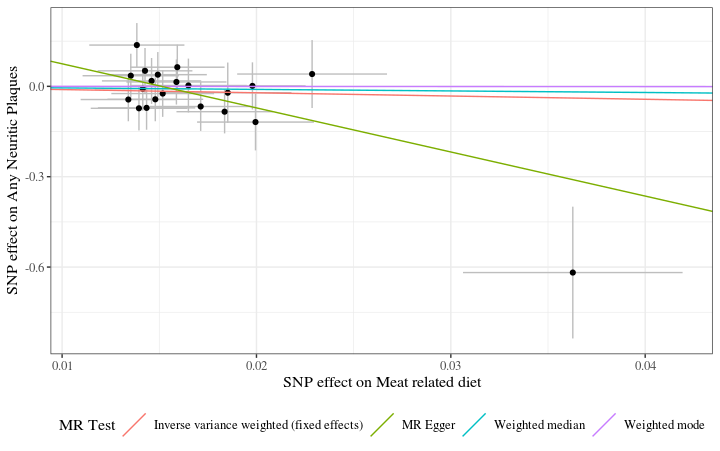 SNP effect on Any Neuritic Plaques
0.0
-0.3
-0.6
0.01 0.02 0.03 0.04
SNP effect on Meat related diet
MR Test Inverse variance weighted (fixed effects) MR Egger Weighted median Weighted mode